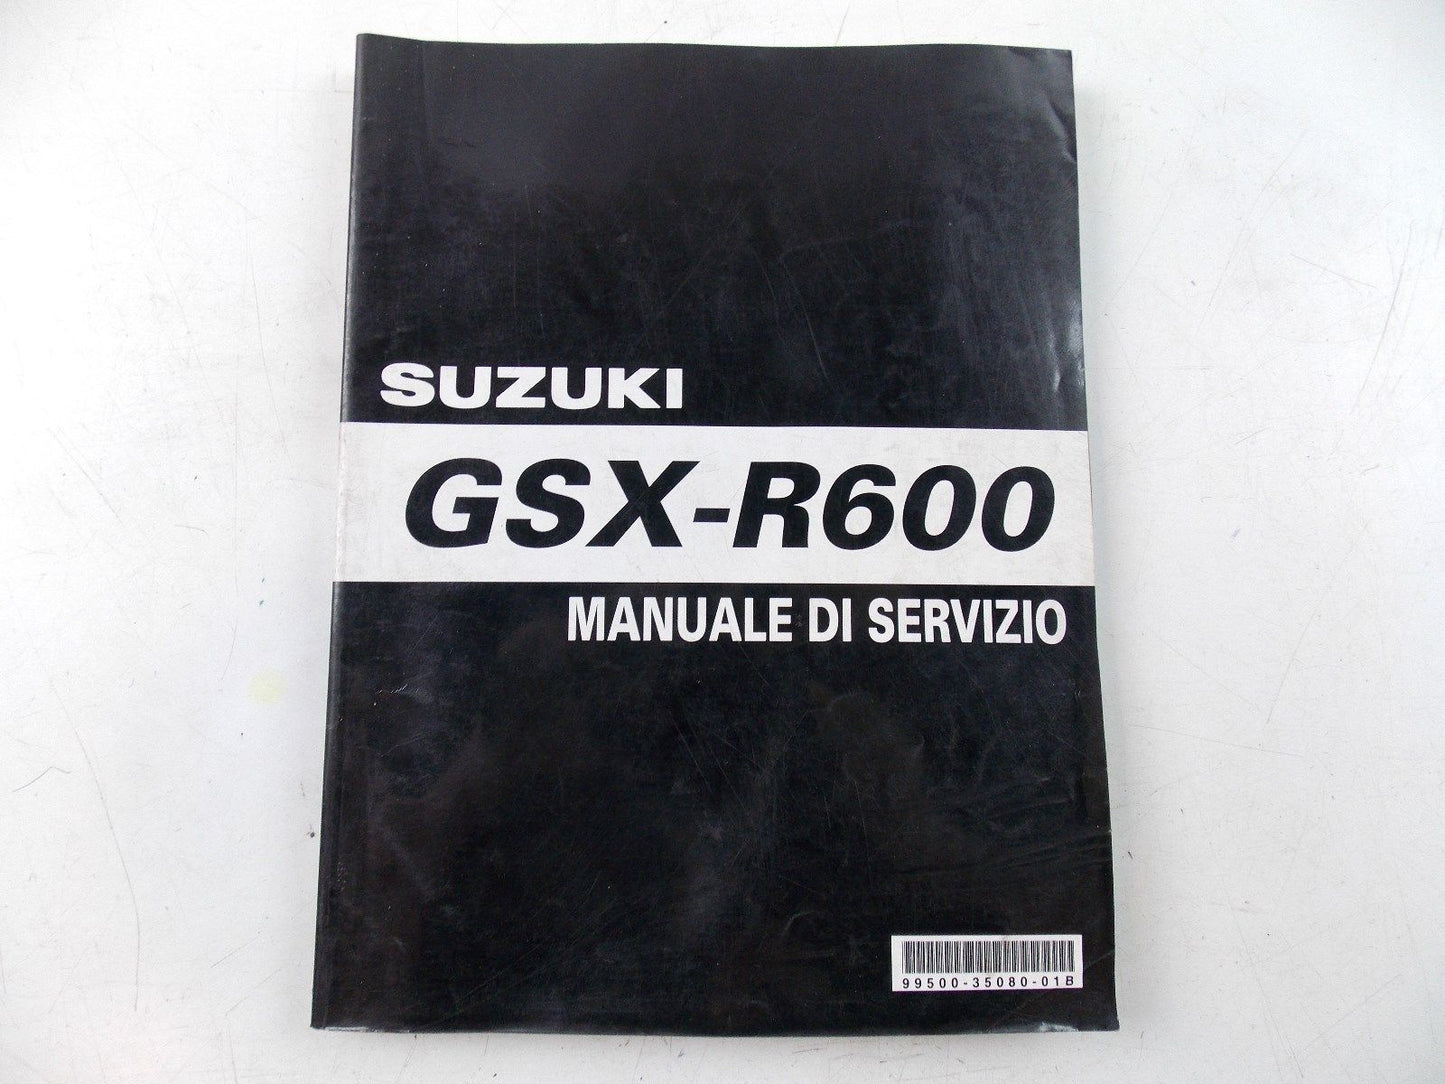 SUZUKI
GSX-R600
MANUALE DI SERVIZIO
99500-35080-01B